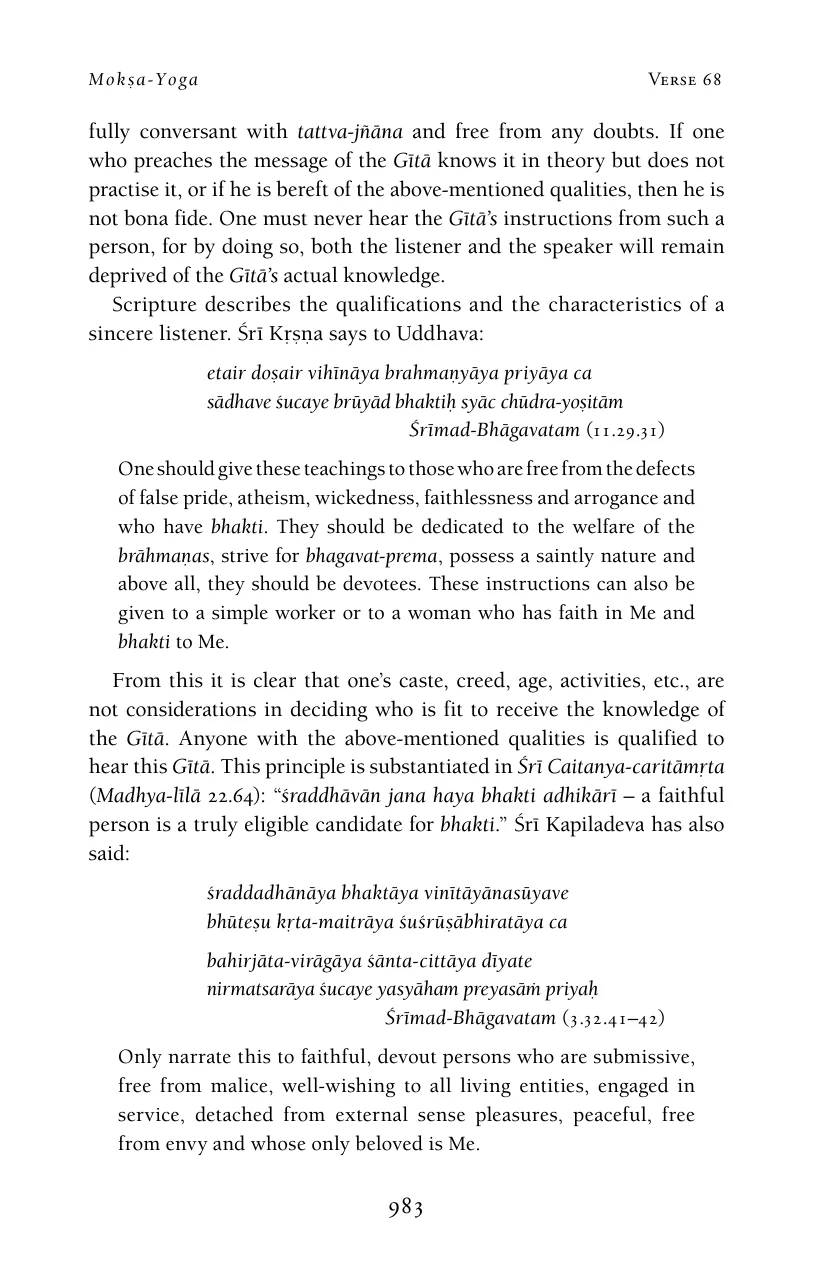 Mokṣa-Yoga Verse 68
fully conversant with tattva-jñāna and free from any doubts. If one
who preaches the message of the Gītā knows it in theory but does not
practise it, or if he is bereft of the above-mentioned qualities, then he is
not bona fide. One must never hear the Gītā’s instructions from such a
person, for by doing so, both the listener and the speaker will remain
deprived of the Gītā’s actual knowledge.
Scripture describes the qualifications and the characteristics of a
sincere listener. Śrī Kṛṣṇa says to Uddhava:
etair doṣair vihīnāya brahmaṇyāya priyāya ca
sādhave śucaye brūyād bhaktiḥ syāc chūdra-yoṣitām
Śrīmad-Bhāgavatam (11.29.31)
One should give these teachings to those who are free from the defects
of false pride, atheism, wickedness, faithlessness and arrogance and
who have bhakti. They should be dedicated to the welfare of the
brāhmaṇas, strive for bhagavat-prema, possess a saintly nature and
above all, they should be devotees. These instructions can also be
given to a simple worker or to a woman who has faith in Me and
bhakti to Me.
From this it is clear that one’s caste, creed, age, activities, etc., are
not considerations in deciding who is fit to receive the knowledge of
the Gītā. Anyone with the above-mentioned qualities is qualified to
hear this Gītā. This principle is substantiated in Śrī Caitanya-caritāmṛta
(Madhya-līlā 22.64): “śraddhāvān jana haya bhakti adhikārī – a faithful
person is a truly eligible candidate for bhakti.” Śrī Kapiladeva has also
said:
śraddadhānāya bhaktāya vinītāyānasūyave
bhūteṣu kṛta-maitrāya śuśrūṣābhiratāya ca
bahirjāta-virāgāya śānta-cittāya dīyate
nirmatsarāya śucaye yasyāham preyasāṁ priyaḥ
Śrīmad-Bhāgavatam (3.32.41–42)
Only narrate this to faithful, devout persons who are submissive,
free from malice, well-wishing to all living entities, engaged in
service, detached from external sense pleasures, peaceful, free
from envy and whose only beloved is Me.
983